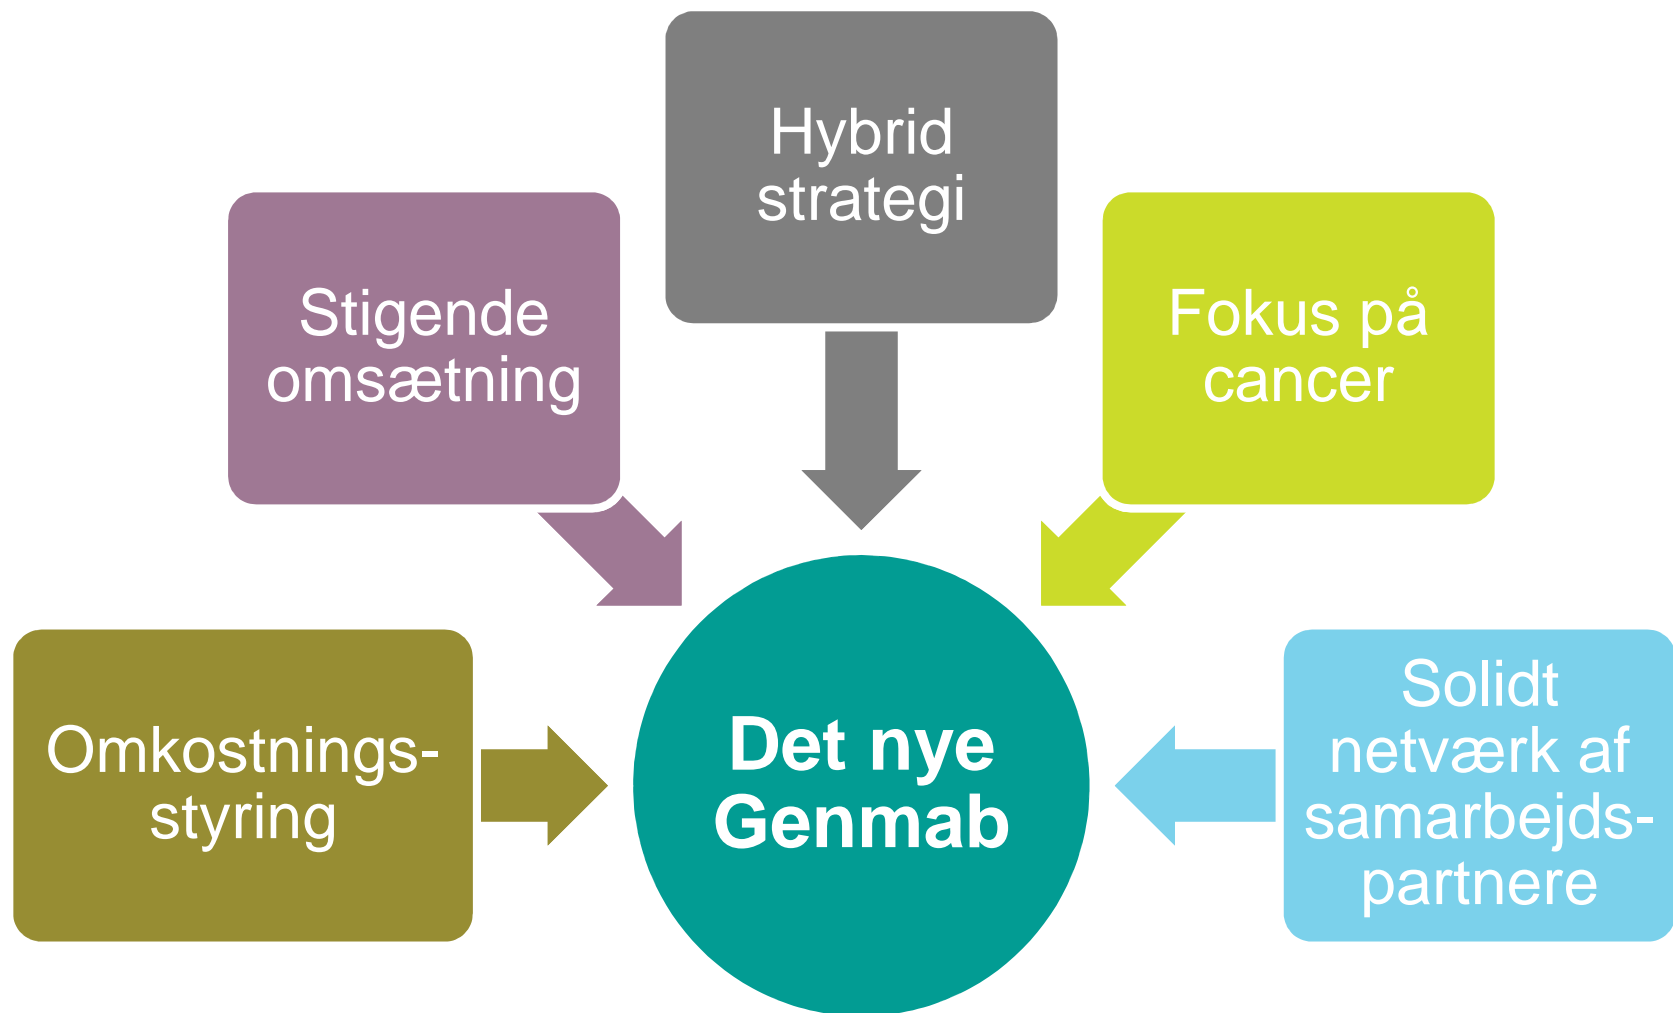 Hybrid
strategi
Stigende
omsætning
Fokus på
cancer
Omkostnings-
styring
Det nye
Genmab
Solidt
netværk af
samarbejds-
partnere